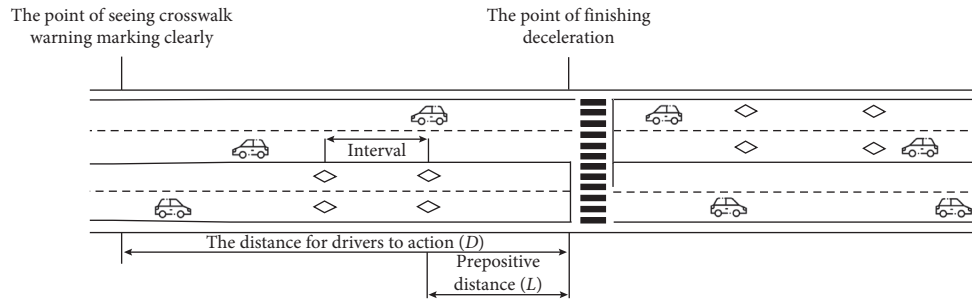 The point of seeing crosswalk
warning marking clearly
The point of finishing
deceleration
Interval
The distance for drivers to action (D)
Prepositive
distance (L)